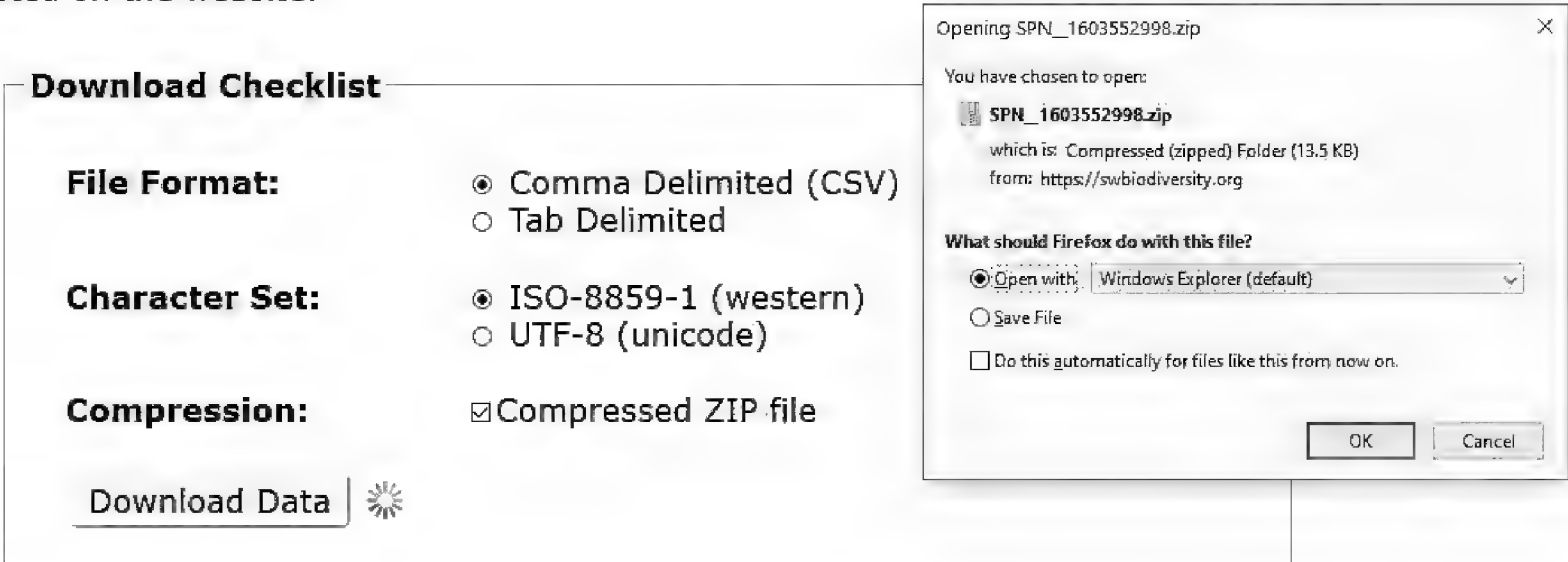 Download Checklist
File Format:
Comma Delimited (CSV)
Tab Delimited
Character Set:
ISO-8859-1 (western)
UTF-8 (unicode)
Compression:
Compressed ZIP file
Download Data
Opening SPN_1603552998.zip
You have chosen to open:
SPN_1603552998.zip
which is: Compressed (zipped) Folder (13.5 KB)
from: https://swbiodiversity.org
What should Firefox do with this file?
Open with Windows Explorer (default)
Save File
Do this automatically for files like this from now on.
OK Cancel